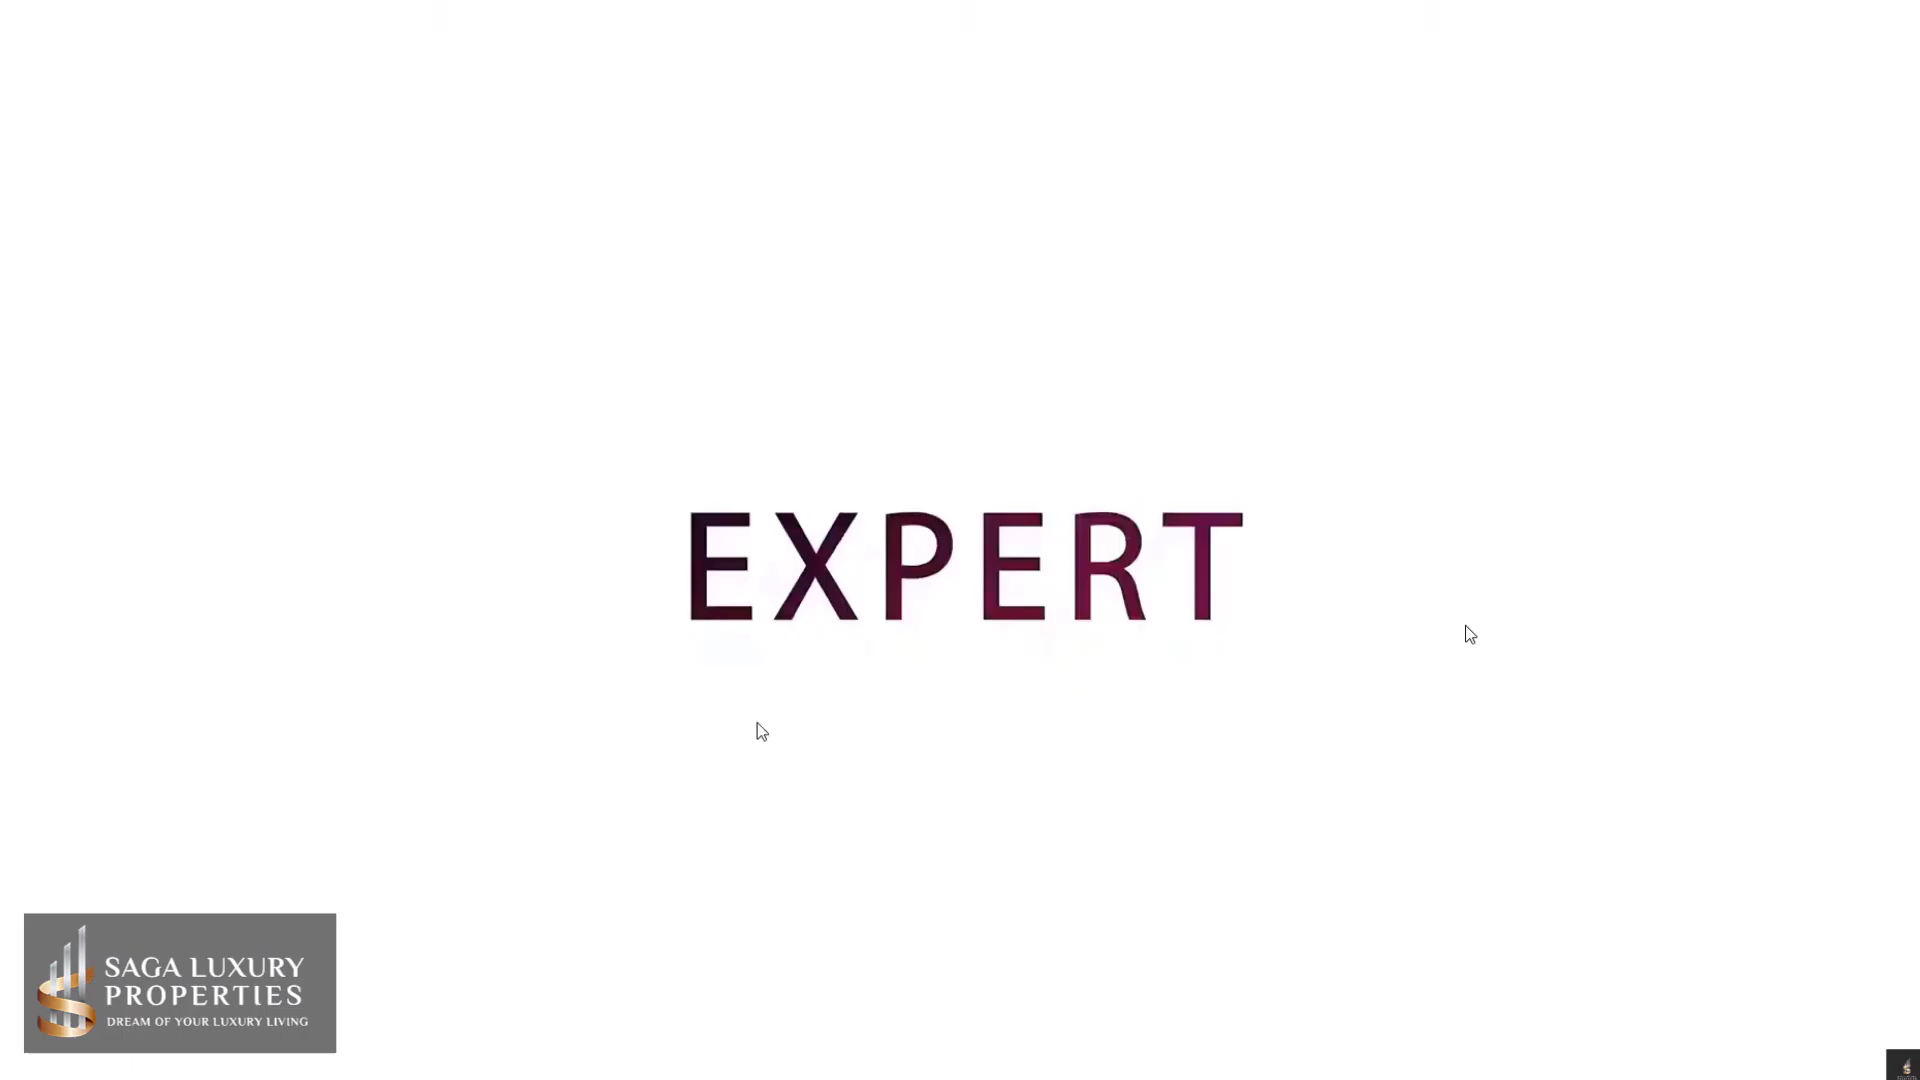 EXPERT
SAGA LUXURY
PROPERTIES
DREAM OF YOUR LUXURY LIVING